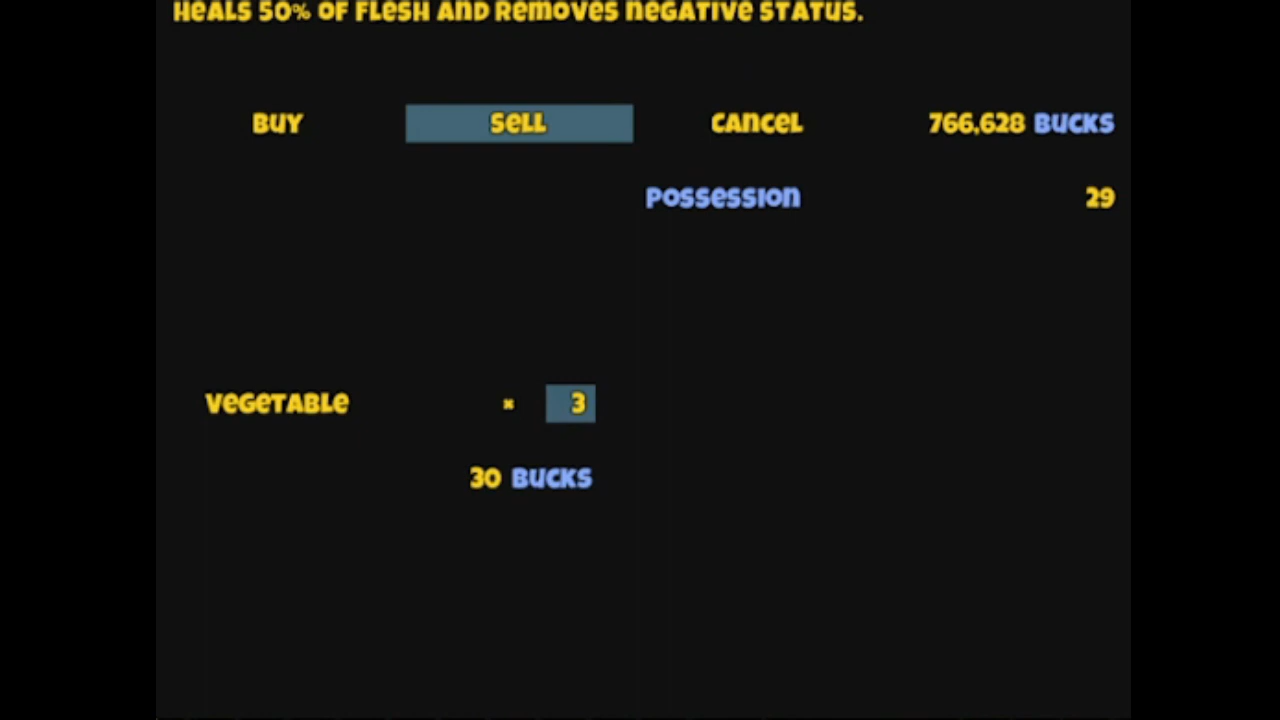 Heals 50% of Flesh and removes negative status.
Buy Sell Cancel 766,628 Bucks
Possession 29
Vegetable × 3
30 Bucks